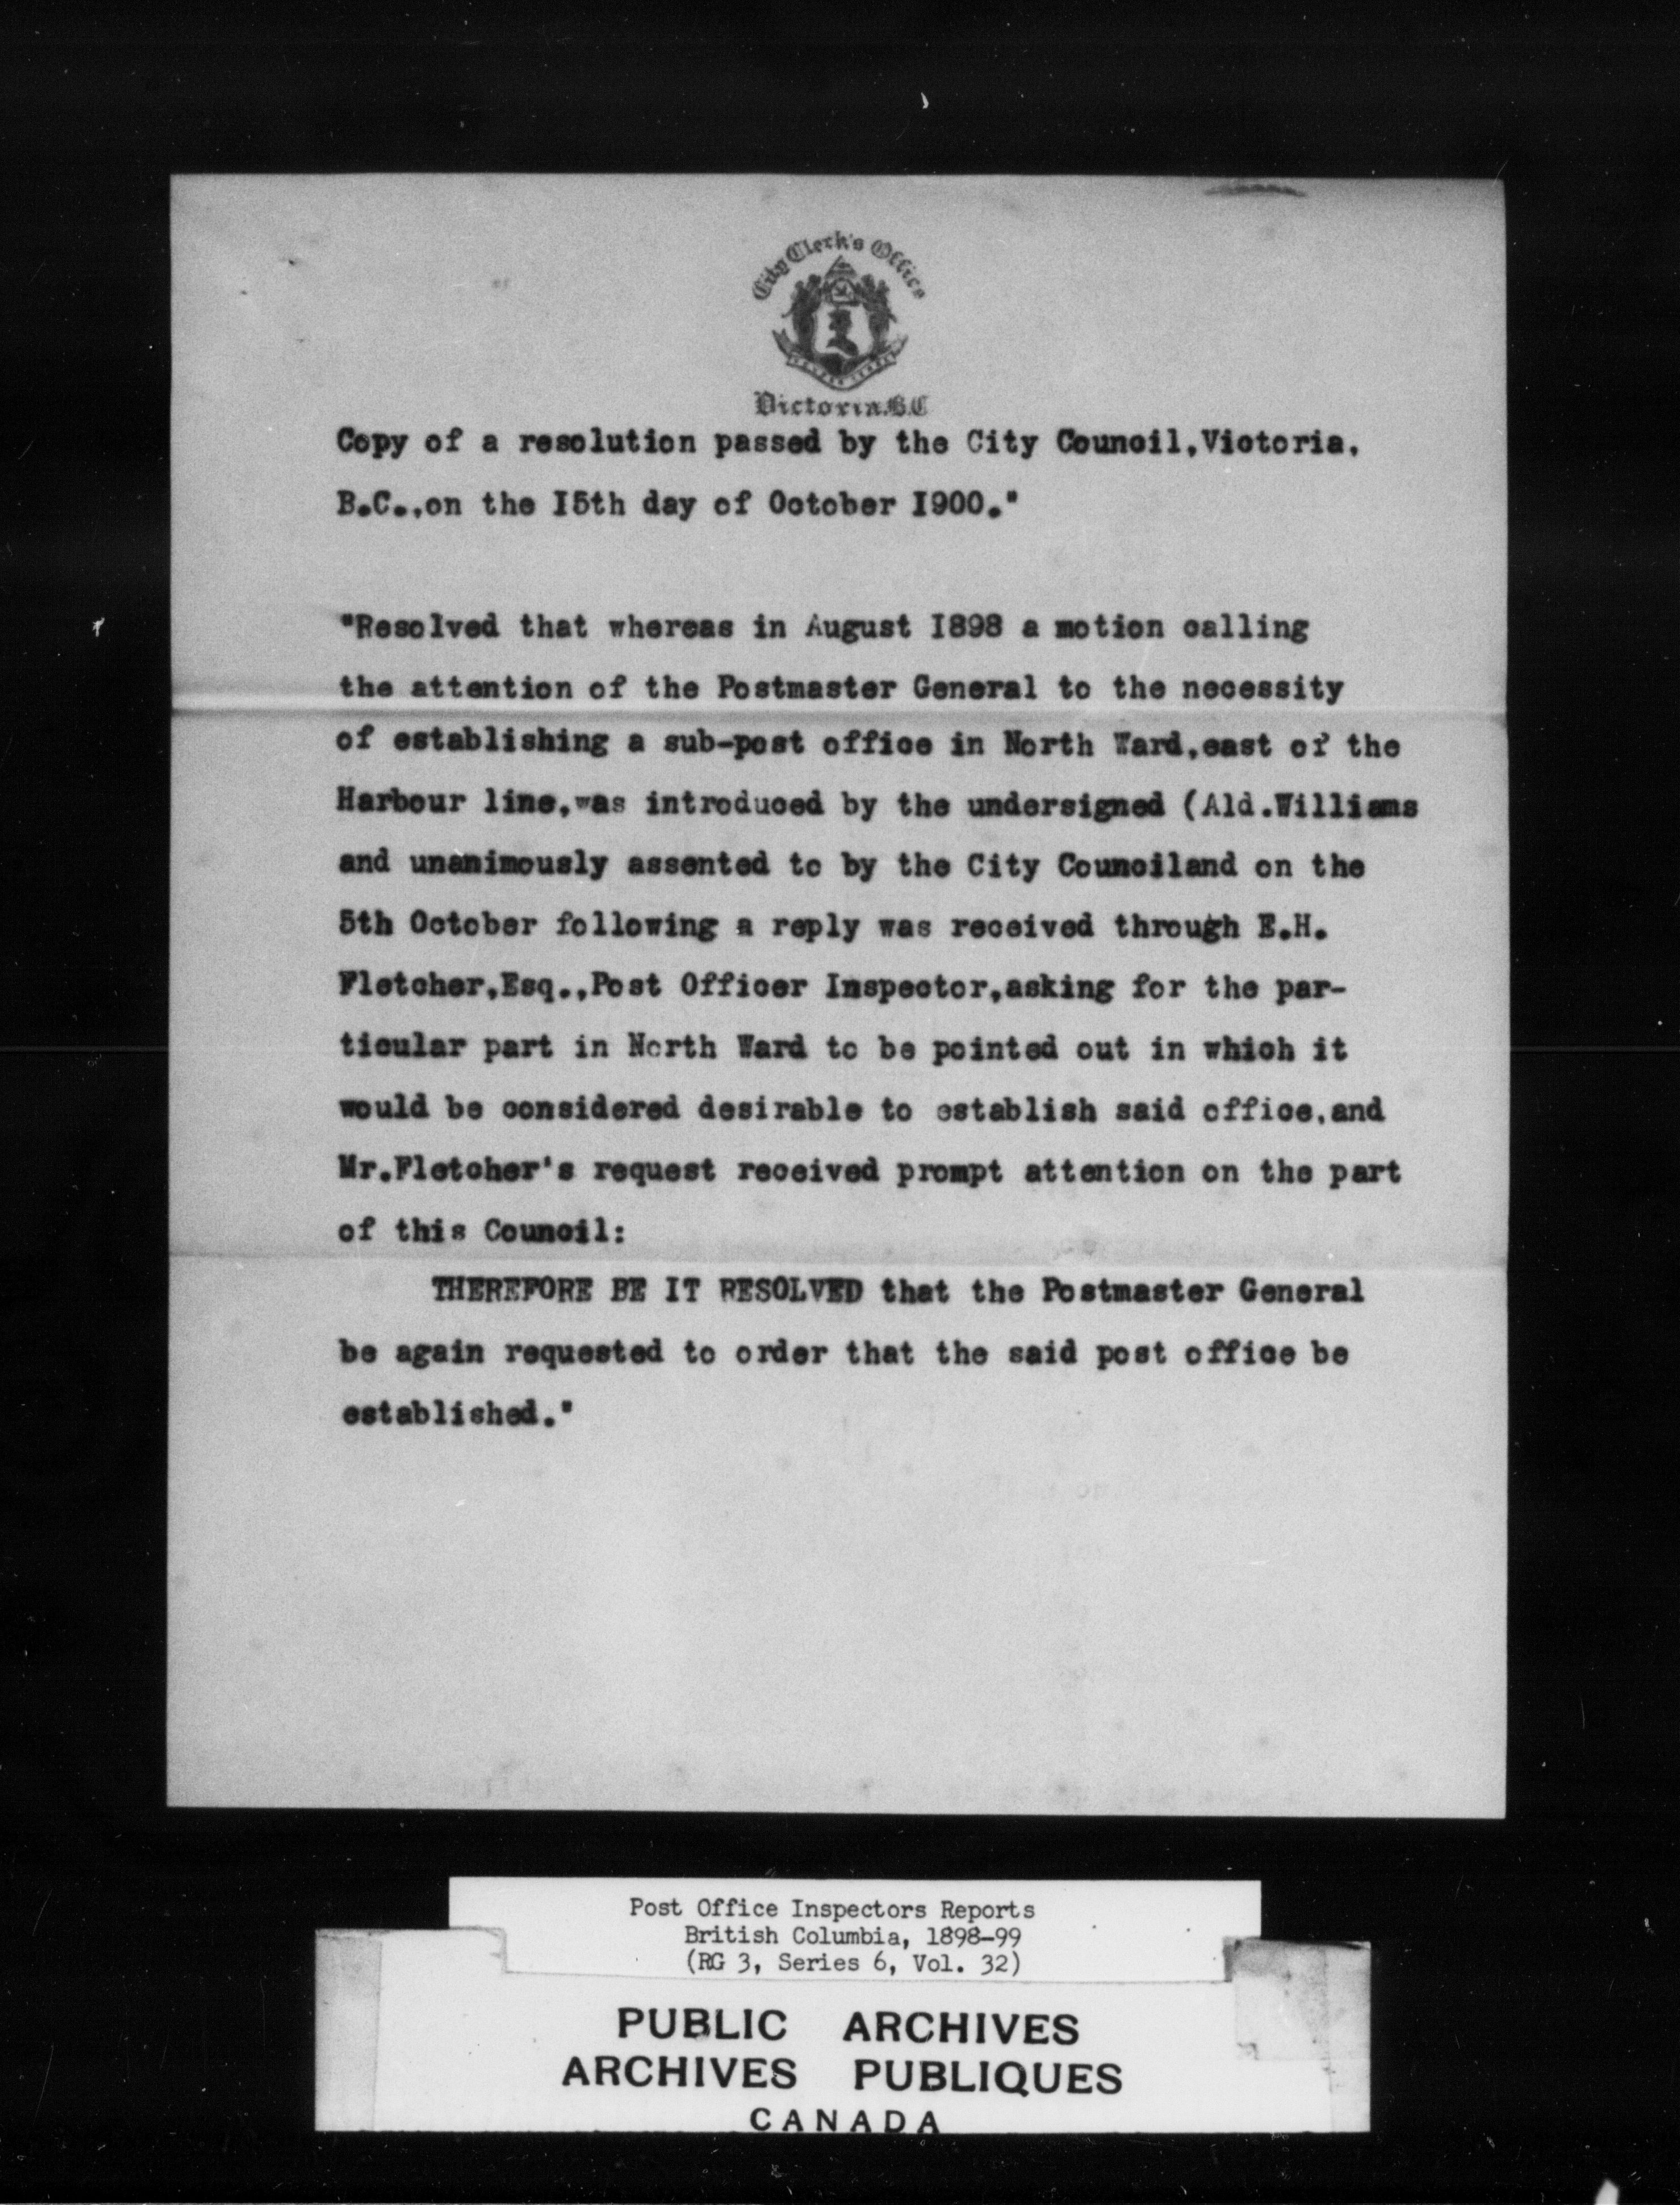 City Clerk's Office
Victoria.B.C
Copy of a resolution passed by the City Council,Victoria,
B.C.,on the I5th day of October I900."
"Resolved that whereas in August I898 a motion calling
the attention of the Postmaster General to the necessity
of establishing a sub-post office in North Ward,east of the
Harbour line,was introduced by the undersigned (Ald.Williams
and unanimously assented to by the City Counciland on the
5th October following a reply was received through E.H.
Fletcher,Esq.,Post Officer Inspector,asking for the par-
ticular part in North Ward to be pointed out in which it
would be considered desirable to establish said office,and
Mr.Fletcher's request received prompt attention on the part
of this Council:
THEREFORE BE IT RESOLVED that the Postmaster General
be again requested to order that the said post office be
established."
Post Office Inspectors Reports
British Columbia, 1898-99
(RG 3, Series 6, Vol. 32)
PUBLIC ARCHIVES
ARCHIVES PUBLIQUES
CANADA